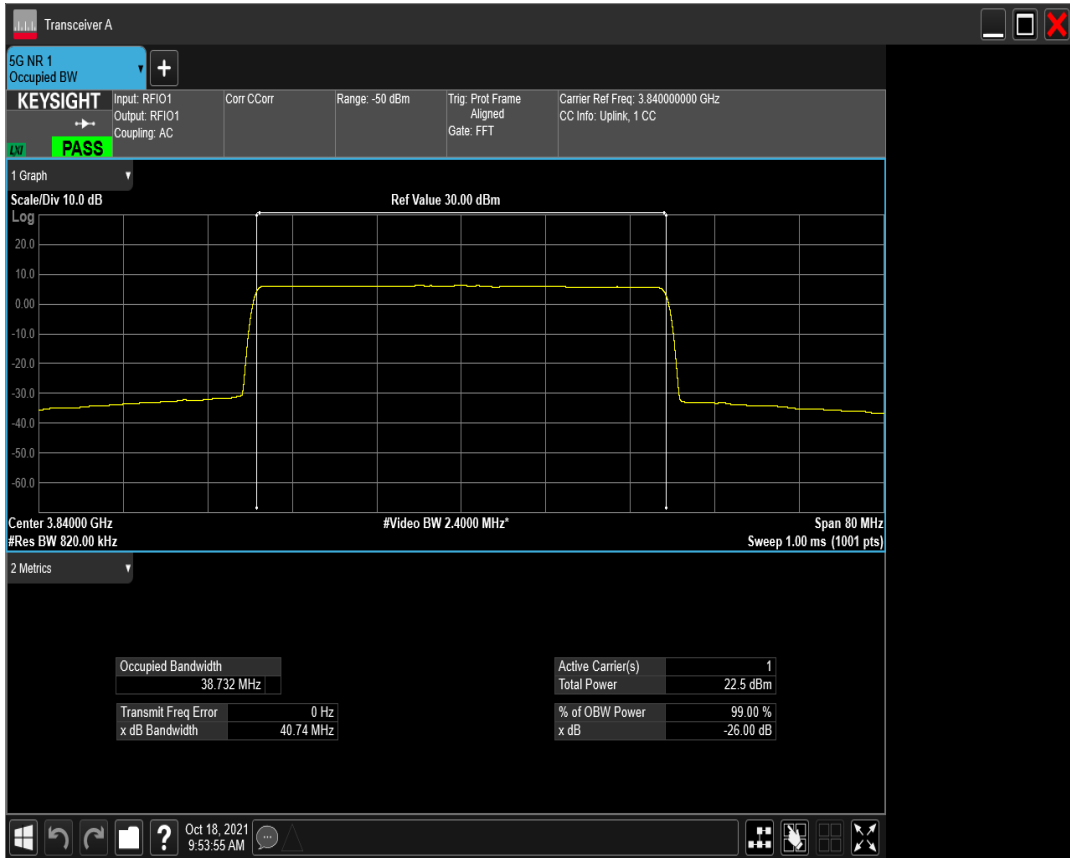 Transceiver A
5G NR 1
Occupied BW
KEYSIGHT
LXI
PASS
Input: RFIO1
Output: RFIO1
Coupling: AC
Corr CCorr
Range: -50 dBm
Trig: Prot Frame
Aligned
Gate: FFT
Carrier Ref Freq: 3.840000000 GHz
CC Info: Uplink, 1 CC
1 Graph
Scale/Div 10.0 dB
Ref Value 30.00 dBm
Log
20.0
10.0
0.00
-10.0
-20.0
-30.0
-40.0
-50.0
-60.0
Center 3.84000 GHz
#Video BW 2.4000 MHz*
Span 80 MHz
#Res BW 820.00 kHz
Sweep 1.00 ms (1001 pts)
2 Metrics
Occupied Bandwidth
38.732 MHz
Transmit Freq Error 0 Hz
x dB Bandwidth 40.74 MHz
Active Carrier(s) 1
Total Power 22.5 dBm
% of OBW Power 99.00 %
x dB -26.00 dB
Oct 18, 2021
9:53:55 AM